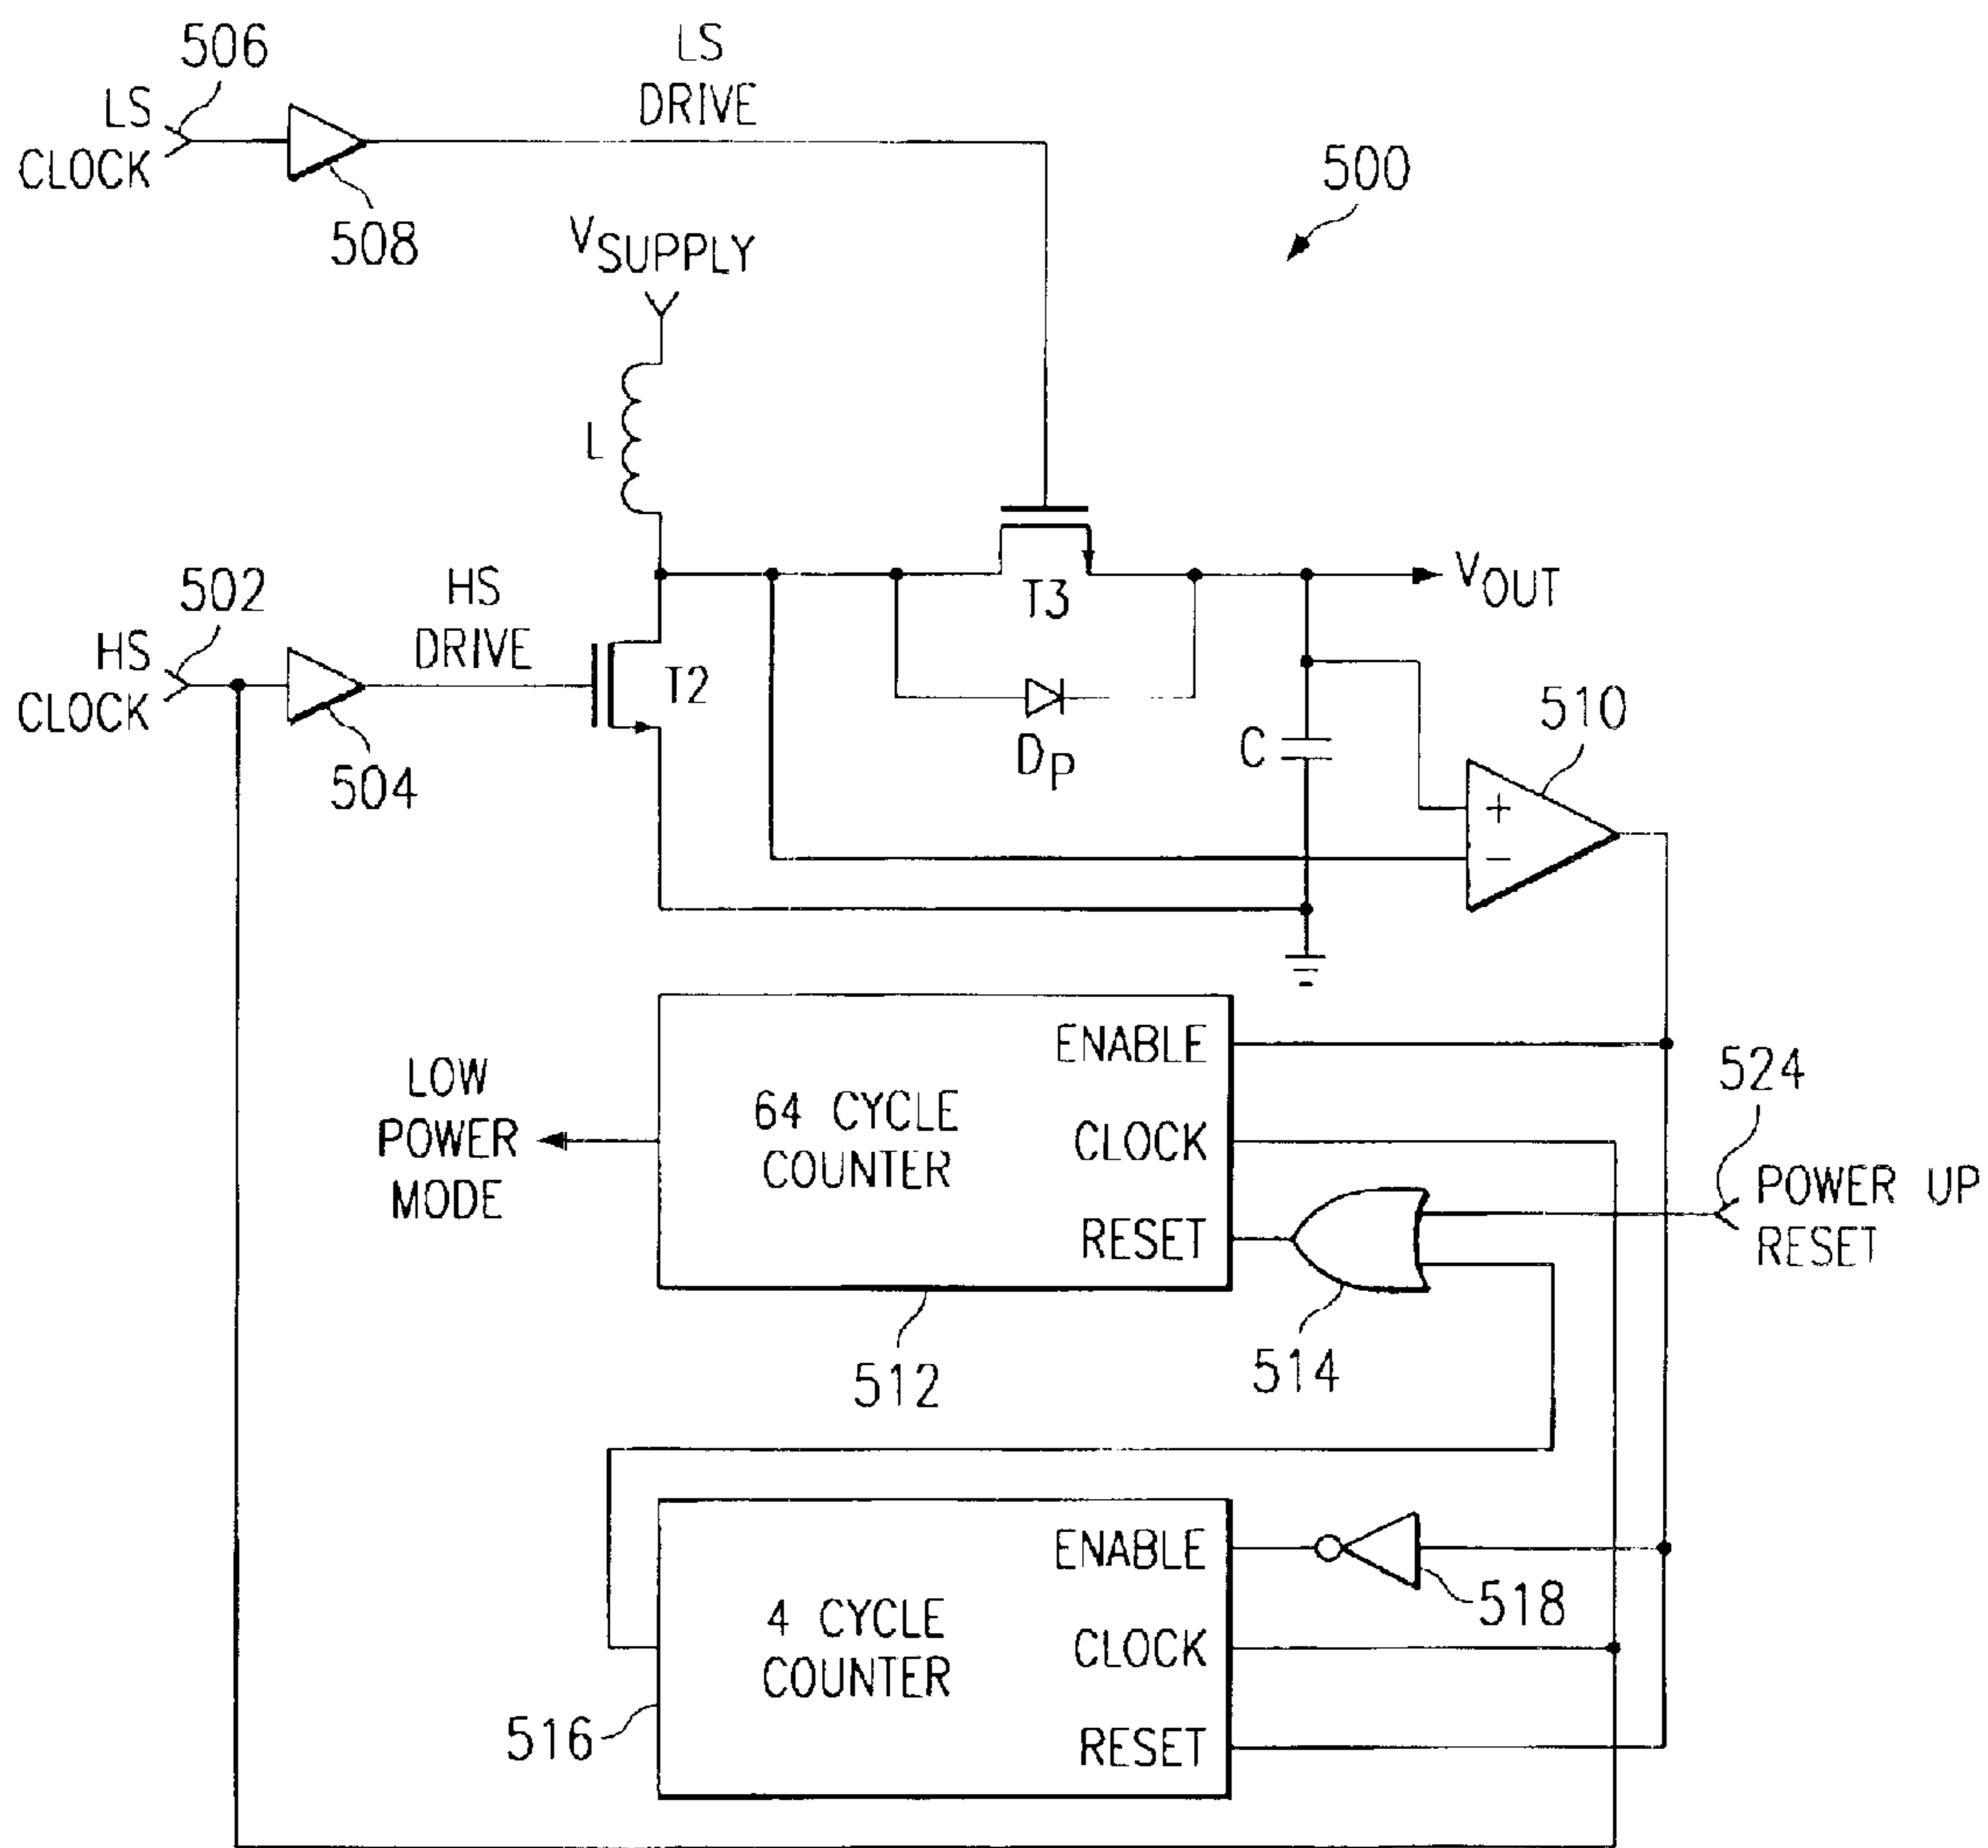 506
LS
DRIVE
LS
CLOCK
508
500
VSUPPLY
L
502
HS
CLOCK
504
HS
DRIVE
T2
T3
DP
VOUT
C
510
+
−
ENABLE
CLOCK
RESET
64 CYCLE
COUNTER
LOW
POWER
MODE
512
514
524
POWER UP
RESET
ENABLE
CLOCK
RESET
4 CYCLE
COUNTER
516
518